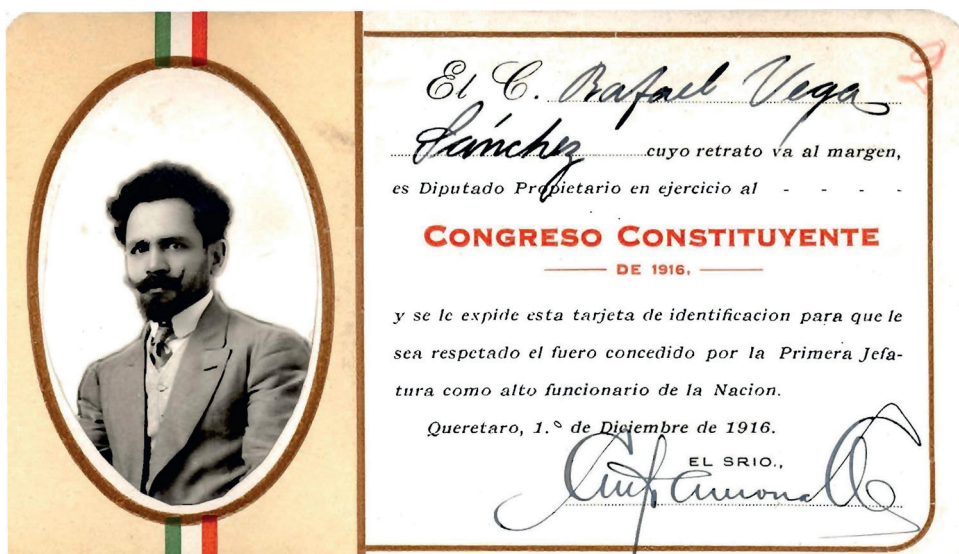 El C. Rafael Vega
Sánchez cuyo retrato va al margen,
es Diputado Propietario en ejercicio al - - - -
CONGRESO CONSTITUYENTE
DE 1916,
y se le expide esta tarjeta de identificacion para que le
sea respetado el fuero concedido por la Primera Jefa-
tura como alto funcionario de la Nacion.
Queretaro, 1.º de Diciembre de 1916.
EL SRIO.,